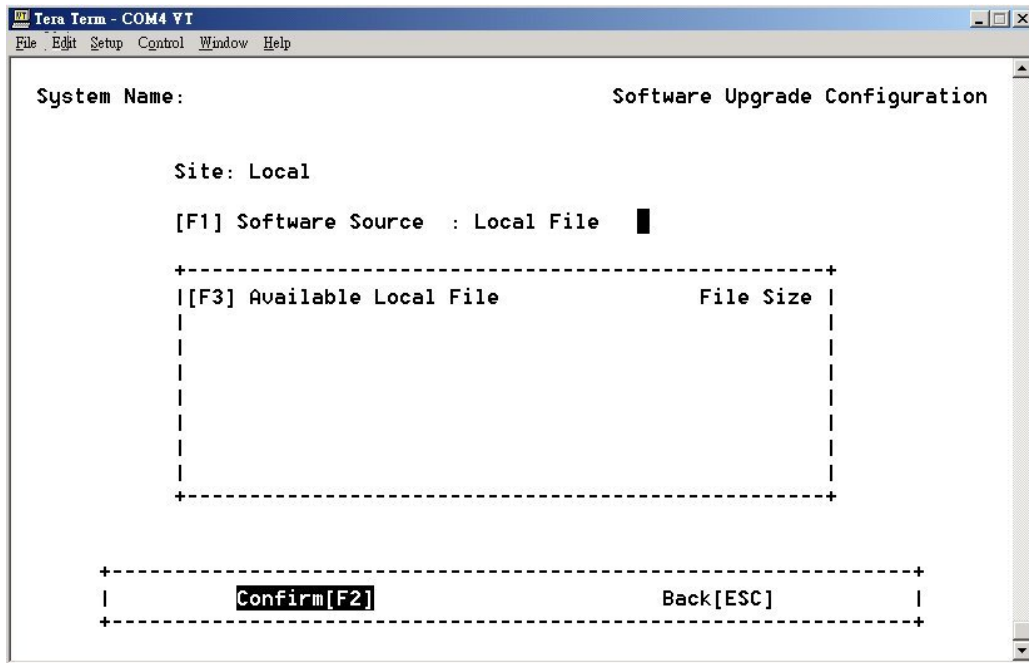 Tera Term - COM4 VT
File Edit Setup Control Window Help
System Name: Software Upgrade Configuration
Site: Local
[F1] Software Source : Local File
+----------------------------------------------------+
|[F3] Available Local File File Size |
+----------------------------------------------------+
+----------------------------------------------------------------+
| Confirm[F2] Back[ESC] |
+----------------------------------------------------------------+